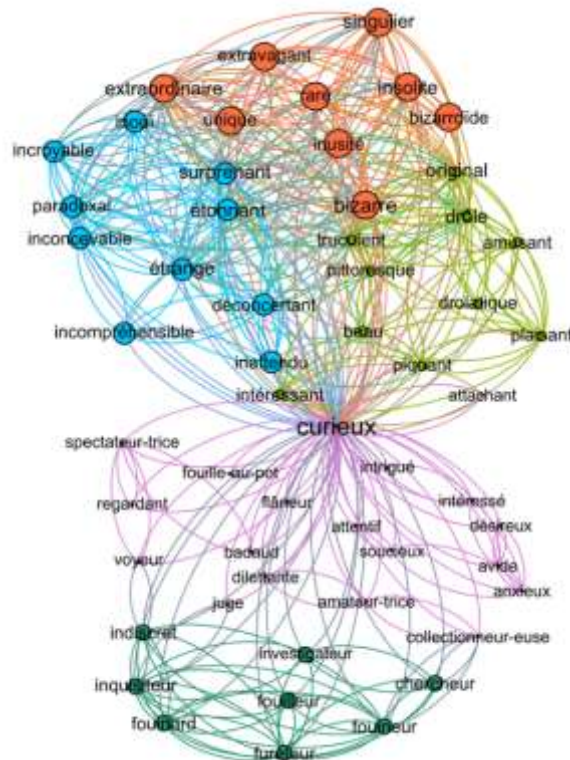 singulier
extravagant
extraordinaire
rare
insolite
inouï
unique
bizarroïde
incroyable
inusité
surprenant
original
paradoxal
étonnant
bizarre
drôle
inconcevable
truculent
amusant
étrange
pittoresque
déconcertant
drolatique
incompréhensible
beau
plaisant
inattendu
piquant
intéressant
attachant
curieux
spectateur-trice
fouille-au-pot
intrigué
regardant
flâneur
intéressé
attentif
désireux
voyeur
badaud
soucieux
avide
dilettante
anxieux
juge
amateur-trice
indiscret
collectionneur-euse
investigateur
inquisiteur
chercheur
fouilleur
fouinard
fouineur
fureteur